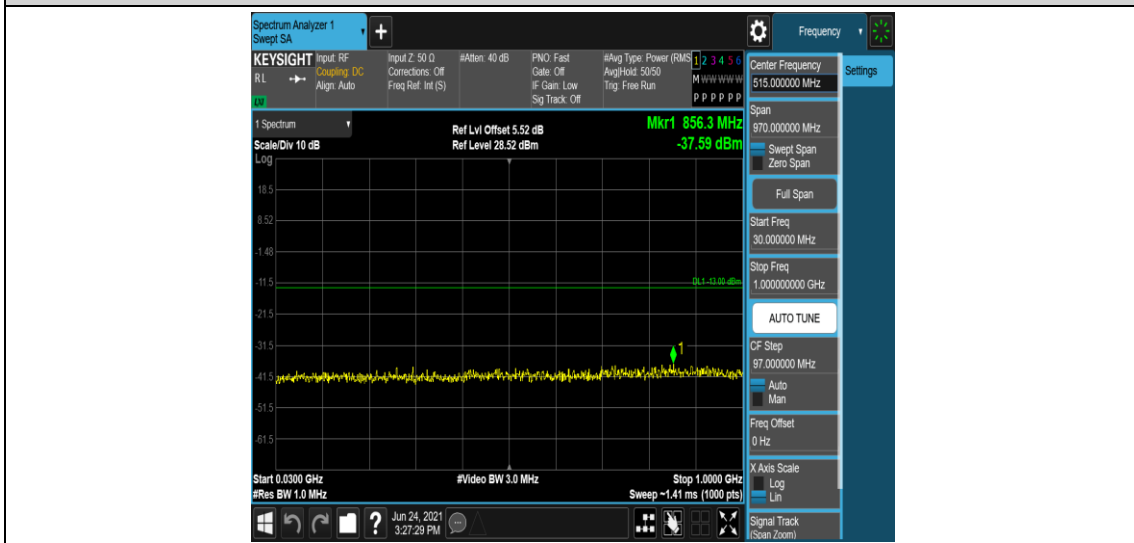 Spectrum Analyzer 1
Swept SA
+
Frequency
KEYSIGHT
RL
LXI
Input: RF
Coupling: DC
Align: Auto
Input Z: 50 Ω
Corrections: Off
Freq Ref: Int (S)
#Atten: 40 dB
PNO: Fast
Gate: Off
IF Gain: Low
Sig Track: Off
#Avg Type: Power (RMS
Avg|Hold: 50/50
Trig: Free Run
1 2 3 4 5 6
M W W W W W
P P P P P P
1 Spectrum
Scale/Div 10 dB
Ref Lvl Offset 5.52 dB
Ref Level 28.52 dBm
Mkr1 856.3 MHz
-37.59 dBm
Log
18.5
8.52
-1.48
-11.5
DL1 -13.00 dBm
-21.5
-31.5
1
-41.5
-51.5
-61.5
Start 0.0300 GHz
#Video BW 3.0 MHz
Stop 1.0000 GHz
#Res BW 1.0 MHz
Sweep ~1.41 ms (1000 pts)
?
Jun 24, 2021
3:27:29 PM
Center Frequency
515.000000 MHz
Settings
Span
970.000000 MHz
Swept Span
Zero Span
Full Span
Start Freq
30.000000 MHz
Stop Freq
1.000000000 GHz
AUTO TUNE
CF Step
97.000000 MHz
Auto
Man
Freq Offset
0 Hz
X Axis Scale
Log
Lin
Signal Track
(Span Zoom)